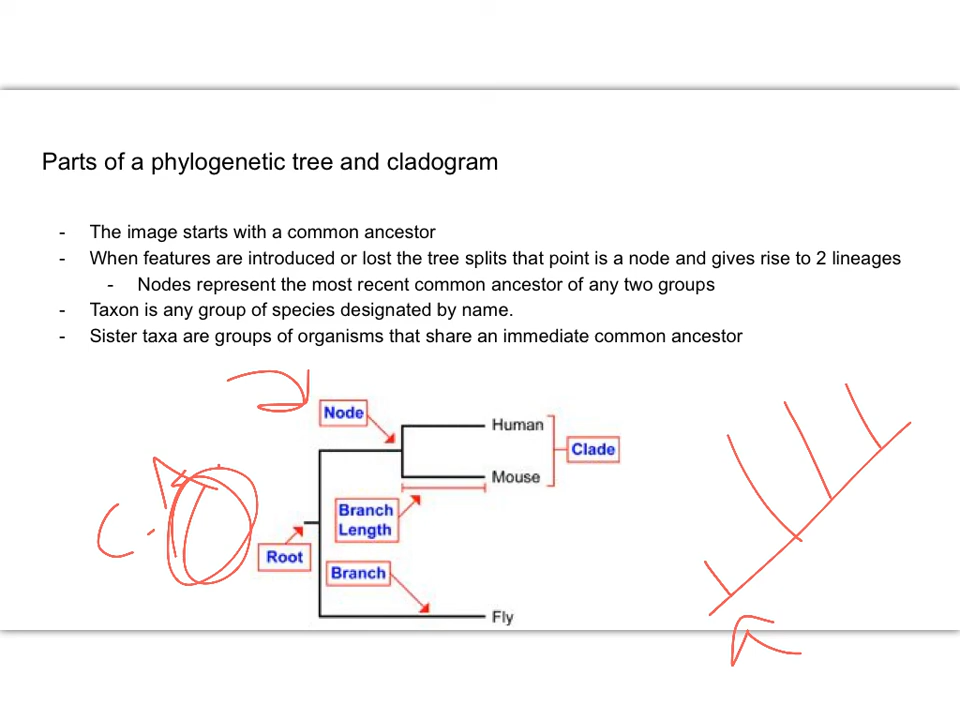 Parts of a phylogenetic tree and cladogram
- The image starts with a common ancestor
- When features are introduced or lost the tree splits that point is a node and gives rise to 2 lineages
- Nodes represent the most recent common ancestor of any two groups
- Taxon is any group of species designated by name.
- Sister taxa are groups of organisms that share an immediate common ancestor
Node
Human
Clade
Mouse
Branch
Length
Root
Branch
Fly